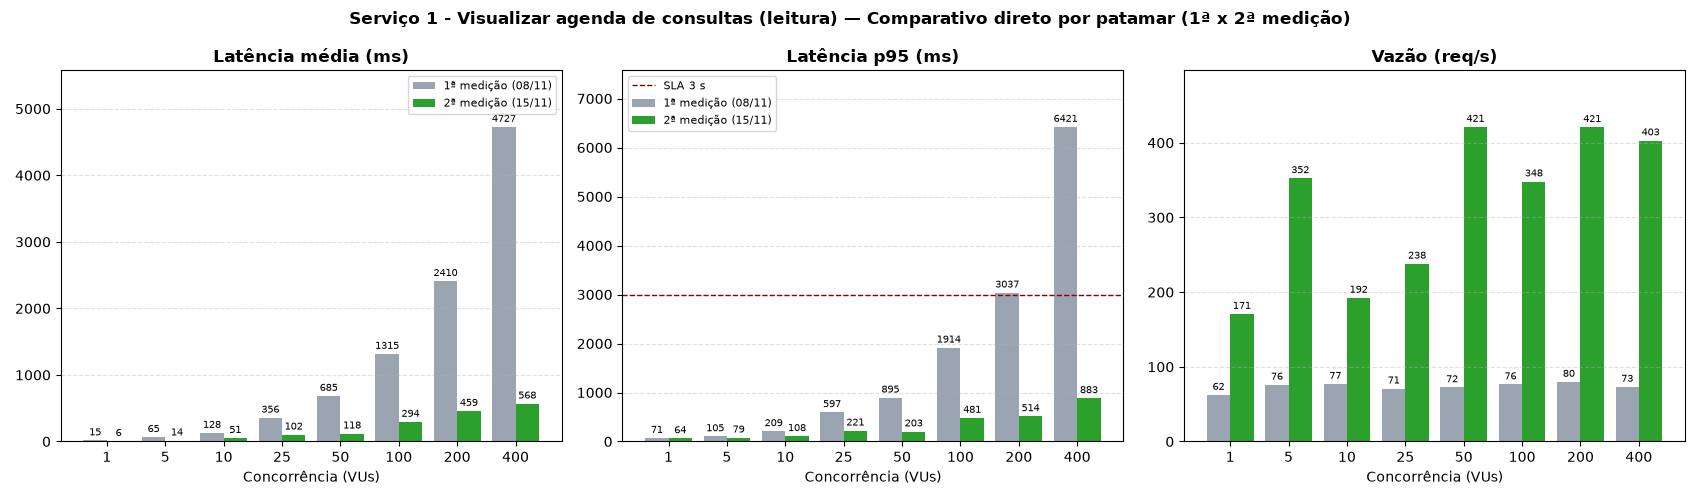 Serviço 1 - Visualizar agenda de consultas (leitura) — Comparativo direto por patamar (1ª x 2ª medição)
Latência média (ms)
1ª medição (08/11)
2ª medição (15/11)
5000
4000
3000
2000
1000
0
15 6
65 14
128 51
356 102
685 118
1315 294
2410 459
4727 568
1 5 10 25 50 100 200 400
Concorrência (VUs)
Latência p95 (ms)
SLA 3 s
1ª medição (08/11)
2ª medição (15/11)
7000
6000
5000
4000
3000
2000
1000
0
71 64
105 79
209 108
597 221
895 203
1914 481
3037 514
6421 883
1 5 10 25 50 100 200 400
Concorrência (VUs)
Vazão (req/s)
400
300
200
100
0
62 171
76 352
77 192
71 238
72 421
76 348
80 421
73 403
1 5 10 25 50 100 200 400
Concorrência (VUs)